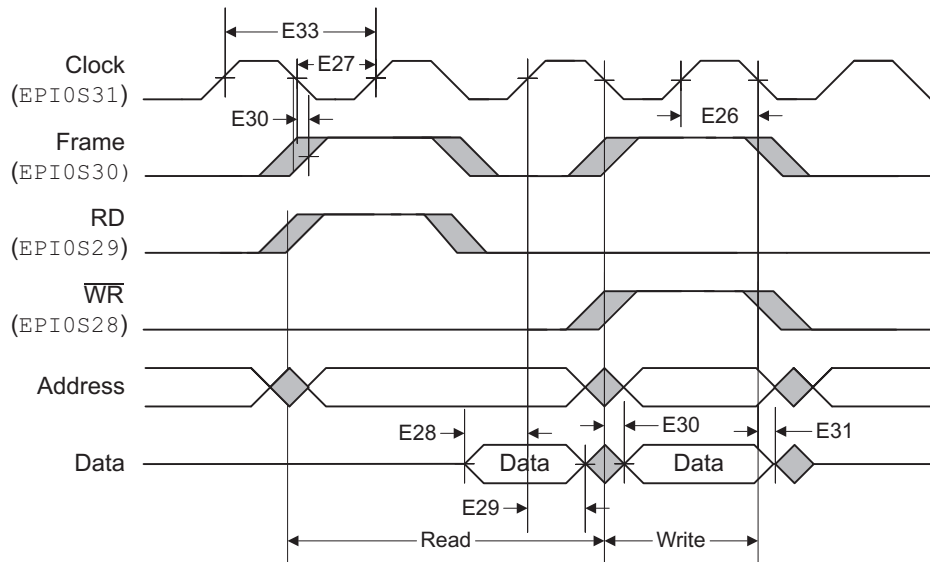 E33
Clock
(EPI0S31)
E27
E30
E26
Frame
(EPI0S30)
RD
(EPI0S29)
WR
(EPI0S28)
Address
E28
E30
E31
Data
Data
Data
E29
Read
Write